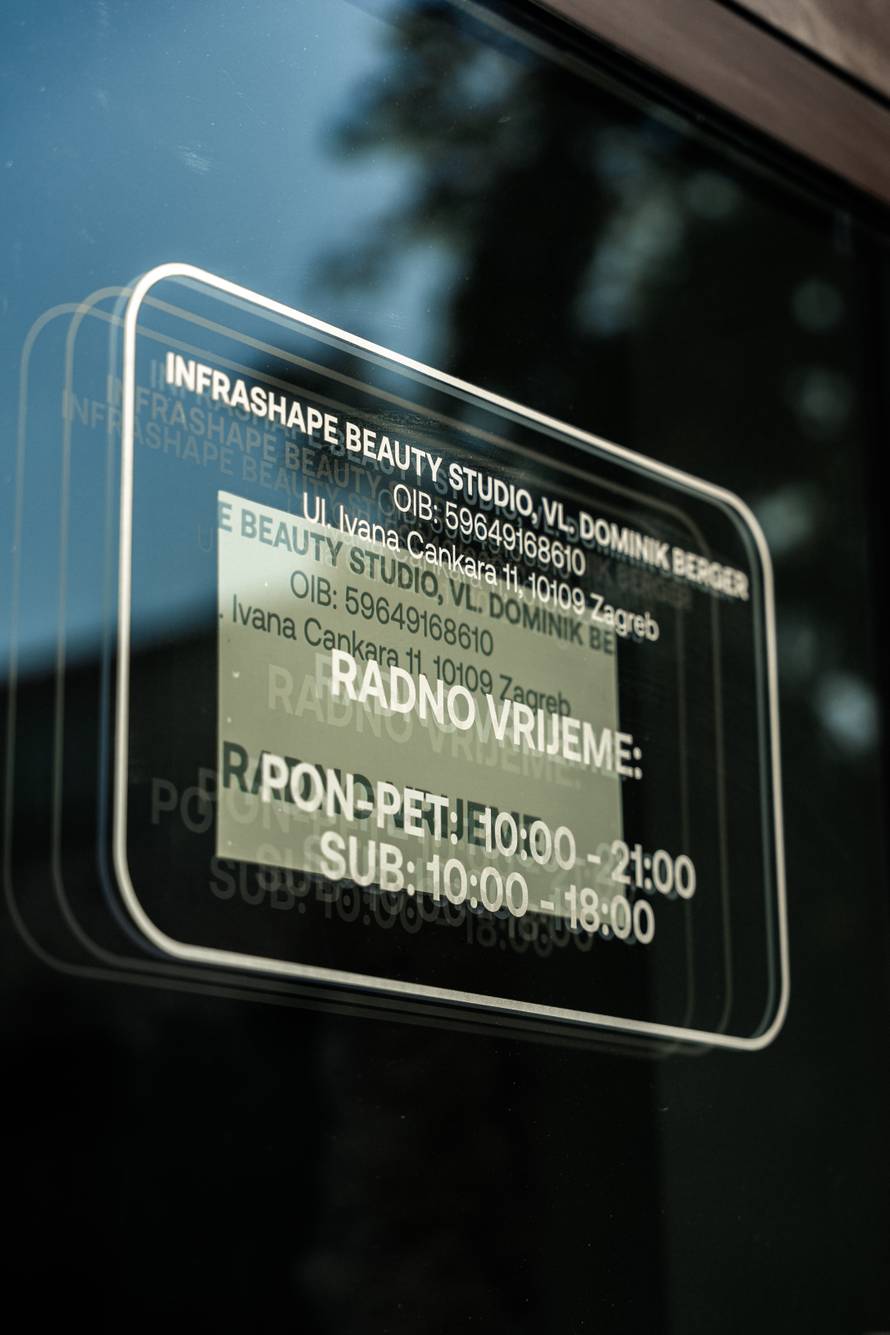 INFRASHAPE BEAUTY STUDIO, VL. DOMINIK BERGER
OIB: 59649168610
Ul. Ivana Cankara 11, 10109 Zagreb
RADNO VRIJEME:
PON-PET: 10:00 - 21:00
SUB: 10:00 - 18:00